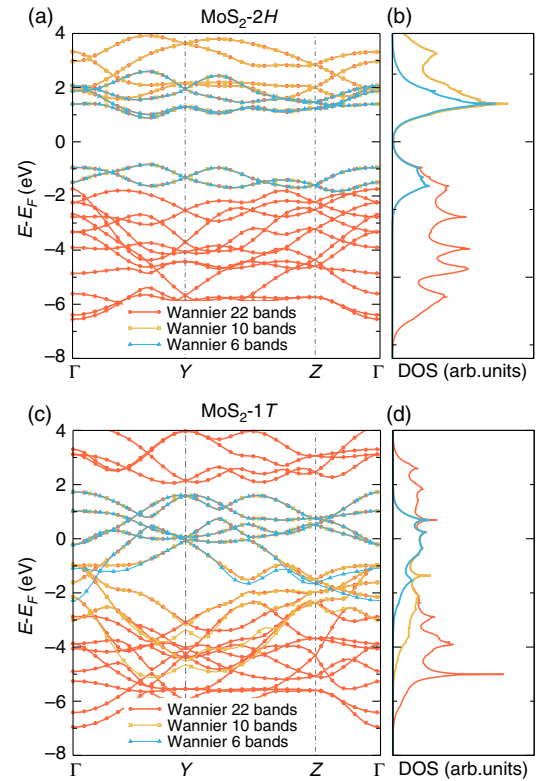 (a) MoS₂-2H (b)
4
2
0
−2
−4
−6
−8
E-E_F (eV)
Wannier 22 bands
Wannier 10 bands
Wannier 6 bands
Γ Y Z Γ
DOS (arb.units)
(c) MoS₂-1T (d)
4
2
0
−2
−4
−6
−8
E-E_F (eV)
Wannier 22 bands
Wannier 10 bands
Wannier 6 bands
Γ Y Z Γ
DOS (arb.units)